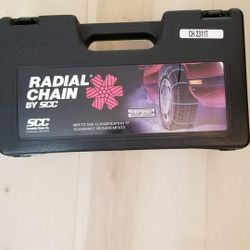 CH 2311T
RADIAL
CHAIN
BY SCC
SCC
MEETS SAE CLASSIFICATION "S"
CLEARANCE REQUIREMENTS